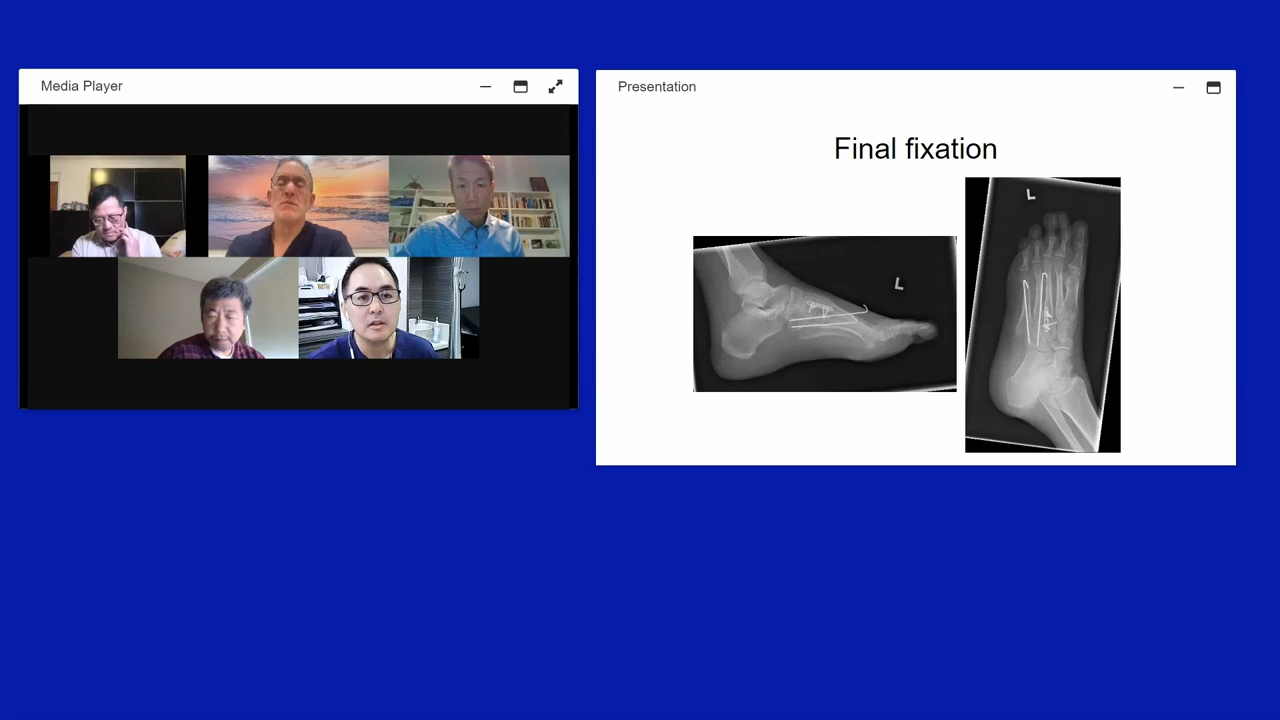 Media Player
Presentation
Final fixation
L
L